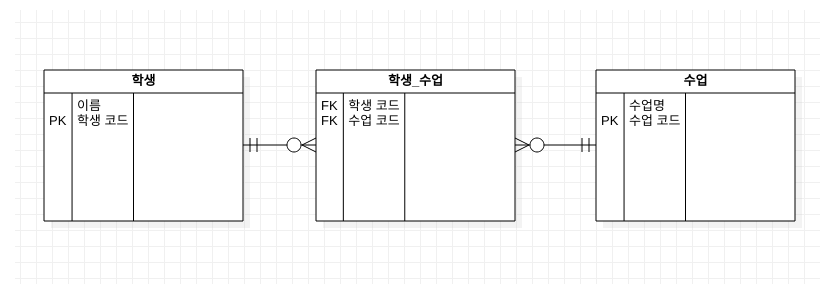 학생
이름
PK 학생 코드
학생_수업
FK 학생 코드
FK 수업 코드
수업
수업명
PK 수업 코드